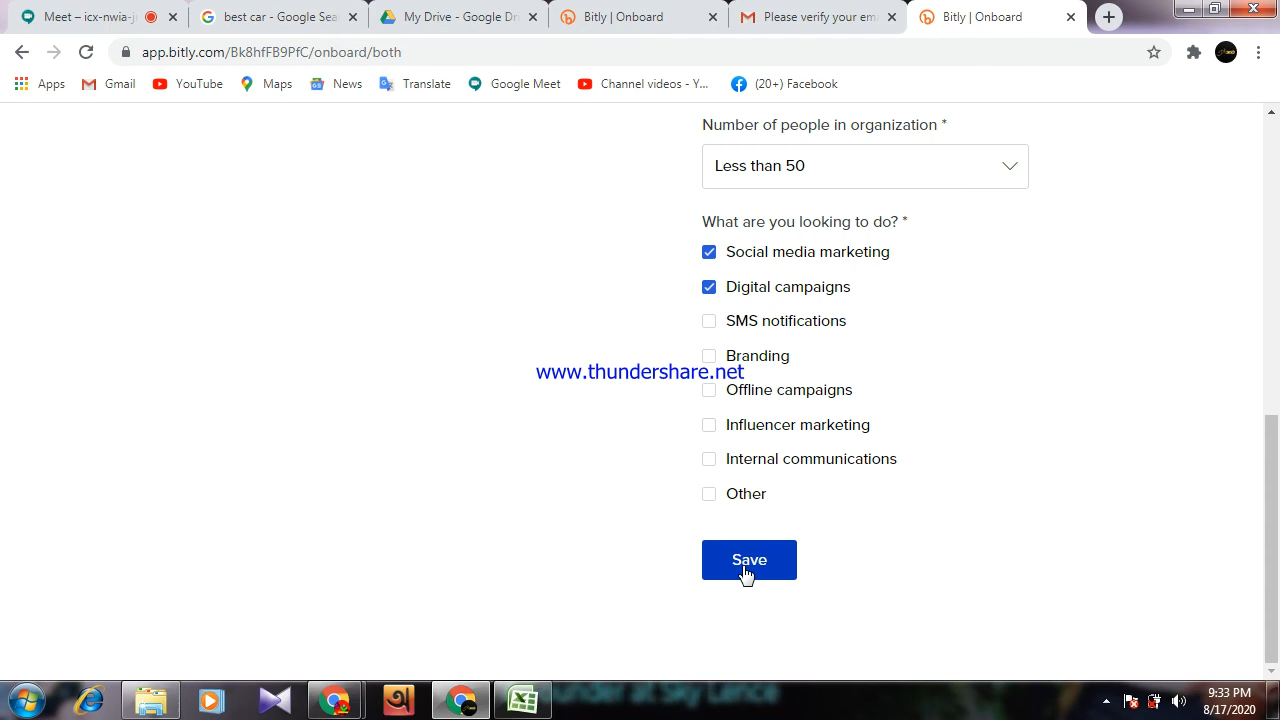 Meet – icx-nwia-ji
best car - Google Sea
My Drive - Google Dr
Bitly | Onboard
Please verify your ema
Bitly | Onboard
app.bitly.com/Bk8hfFB9PfC/onboard/both
Apps
Gmail
YouTube
Maps
News
Translate
Google Meet
Channel videos - Y...
(20+) Facebook
Number of people in organization *
Less than 50
What are you looking to do? *
Social media marketing
Digital campaigns
SMS notifications
Branding
www.thundershare.net
Offline campaigns
Influencer marketing
Internal communications
Other
Save
9:33 PM
8/17/2020